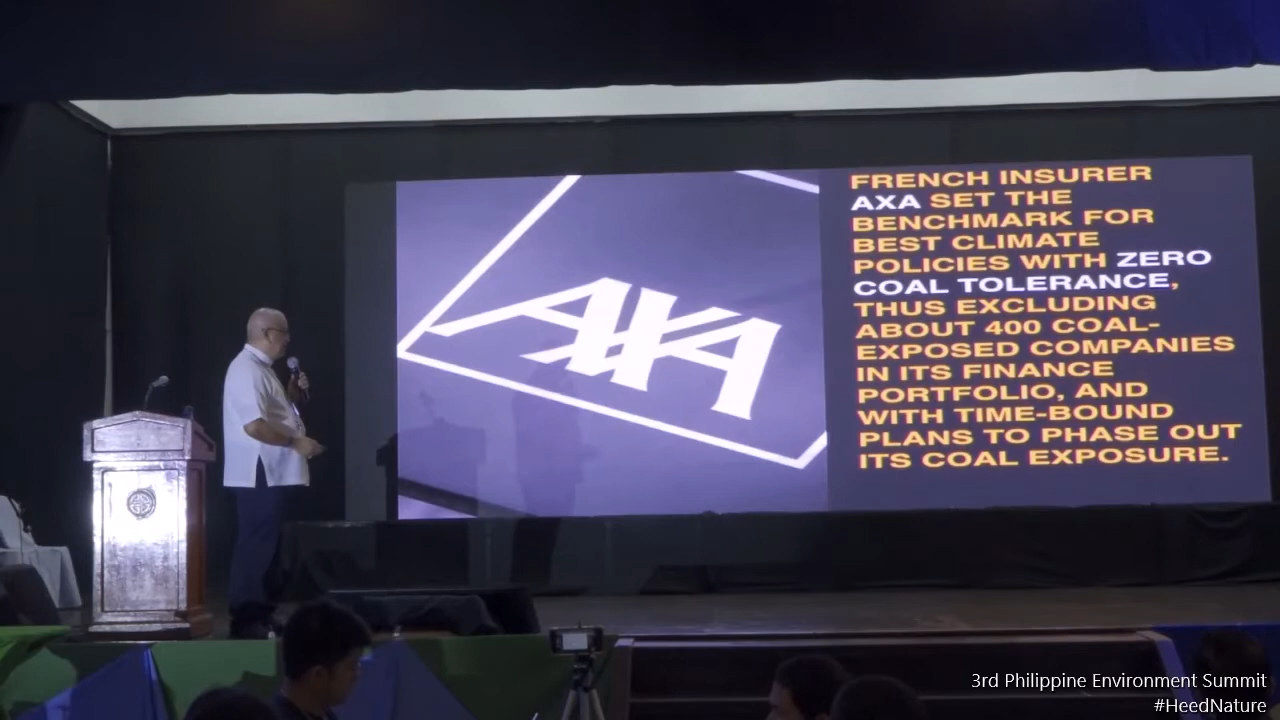 AXA
FRENCH INSURER
AXA SET THE
BENCHMARK FOR
BEST CLIMATE
POLICIES WITH ZERO
COAL TOLERANCE,
THUS EXCLUDING
ABOUT 400 COAL-
EXPOSED COMPANIES
IN ITS FINANCE
PORTFOLIO, AND
WITH TIME-BOUND
PLANS TO PHASE OUT
ITS COAL EXPOSURE.
3rd Philippine Environment Summit
#HeedNature